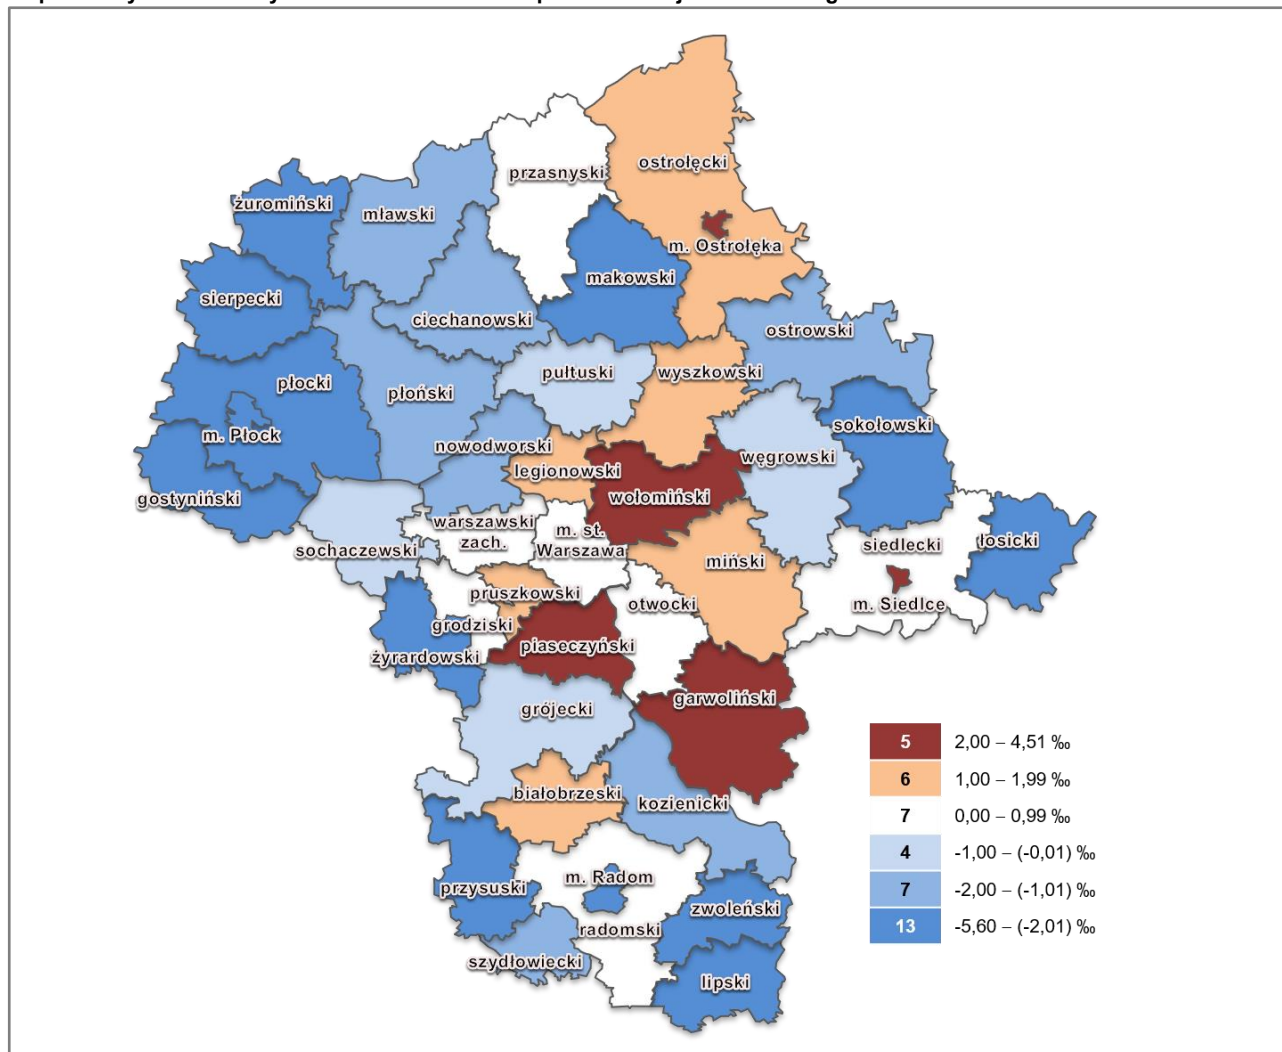 ostrołęcki
przasnyski
żuromiński
mławski
m. Ostrołęka
makowski
sierpecki
ciechanowski
ostrowski
pułtuski
wyszkowski
płocki
płoński
sokołowski
m. Płock
nowodworski
węgrowski
legionowski
gostyniński
wołomiński
warszawski
zach.
m. st.
Warszawa
siedlecki
łosicki
sochaczewski
miński
pruszkowski
otwocki
m. Siedlce
grodziski
piaseczyński
żyrardowski
garwoliński
grójecki
białobrzeski
kozienicki
m. Radom
przysuski
zwoleński
radomski
szydłowiecki
lipski
5 2,00 – 4,51 ‰
6 1,00 – 1,99 ‰
7 0,00 – 0,99 ‰
4 -1,00 – (-0,01) ‰
7 -2,00 – (-1,01) ‰
13 -5,60 – (-2,01) ‰